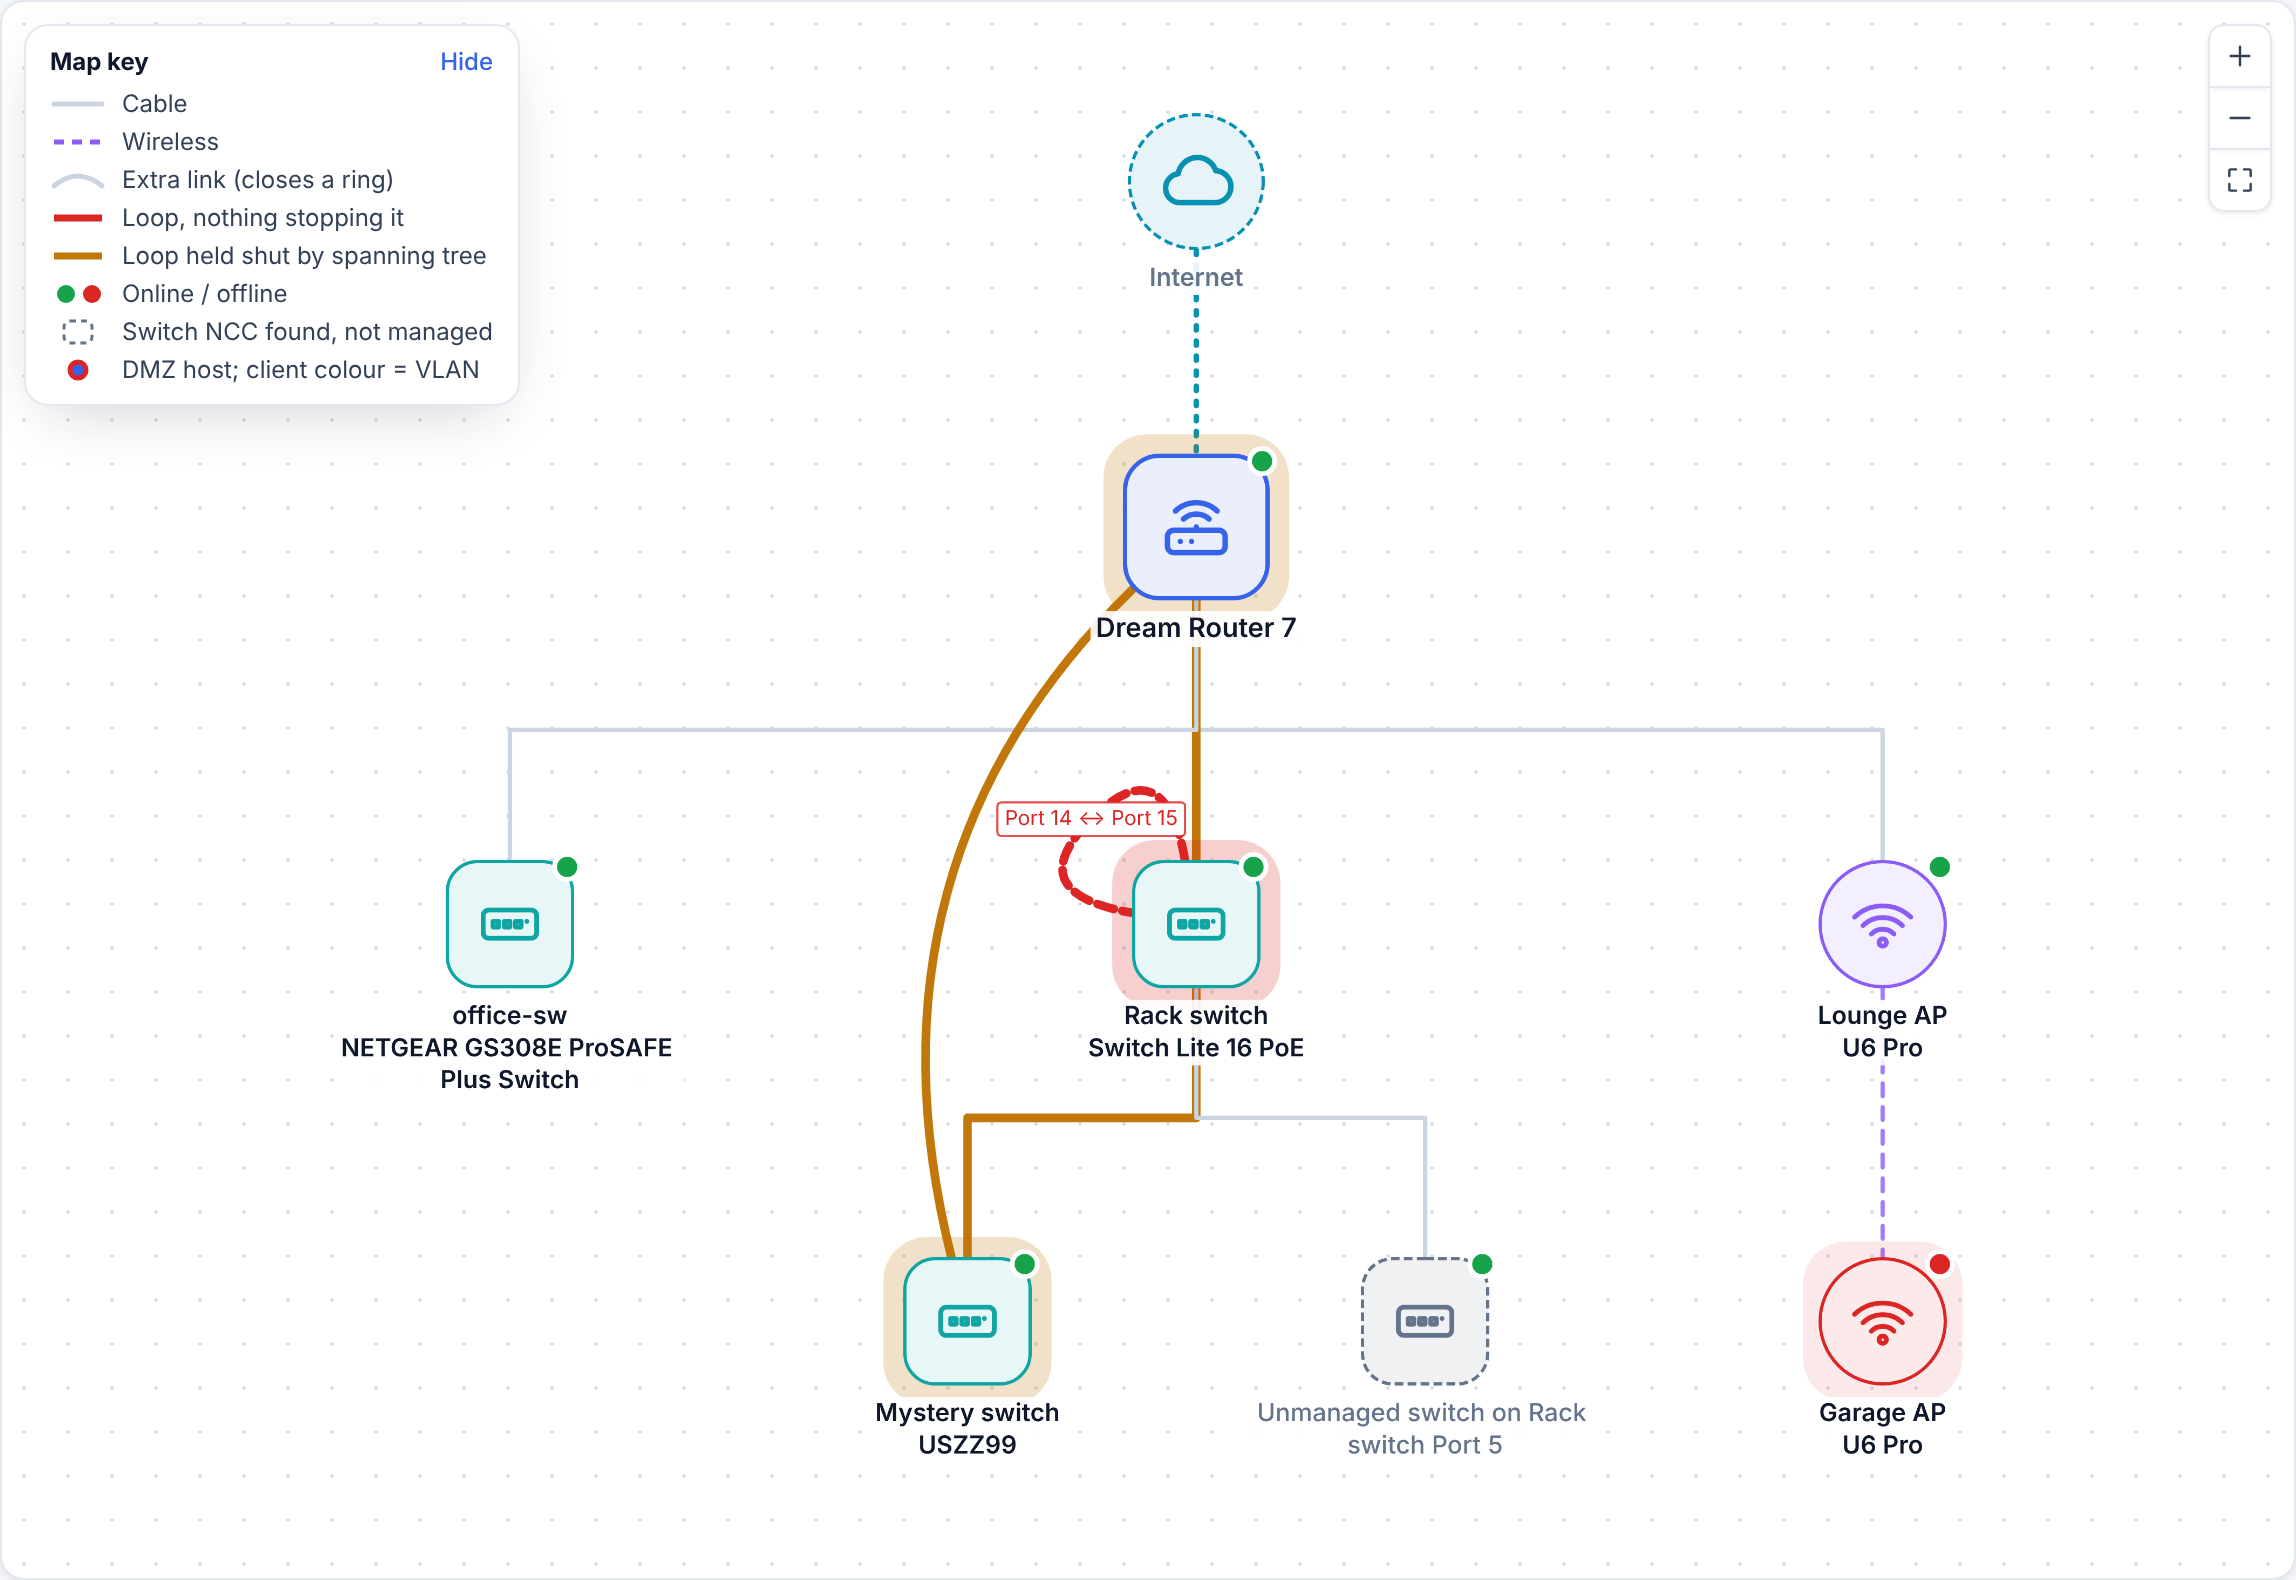 Map key
Hide
Cable
Wireless
Extra link (closes a ring)
Loop, nothing stopping it
Loop held shut by spanning tree
Online / offline
Switch NCC found, not managed
DMZ host; client colour = VLAN
Internet
Dream Router 7
Port 14 ↔ Port 15
office-sw
NETGEAR GS308E ProSAFE
Plus Switch
Rack switch
Switch Lite 16 PoE
Lounge AP
U6 Pro
Mystery switch
USZZ99
Unmanaged switch on Rack
switch Port 5
Garage AP
U6 Pro